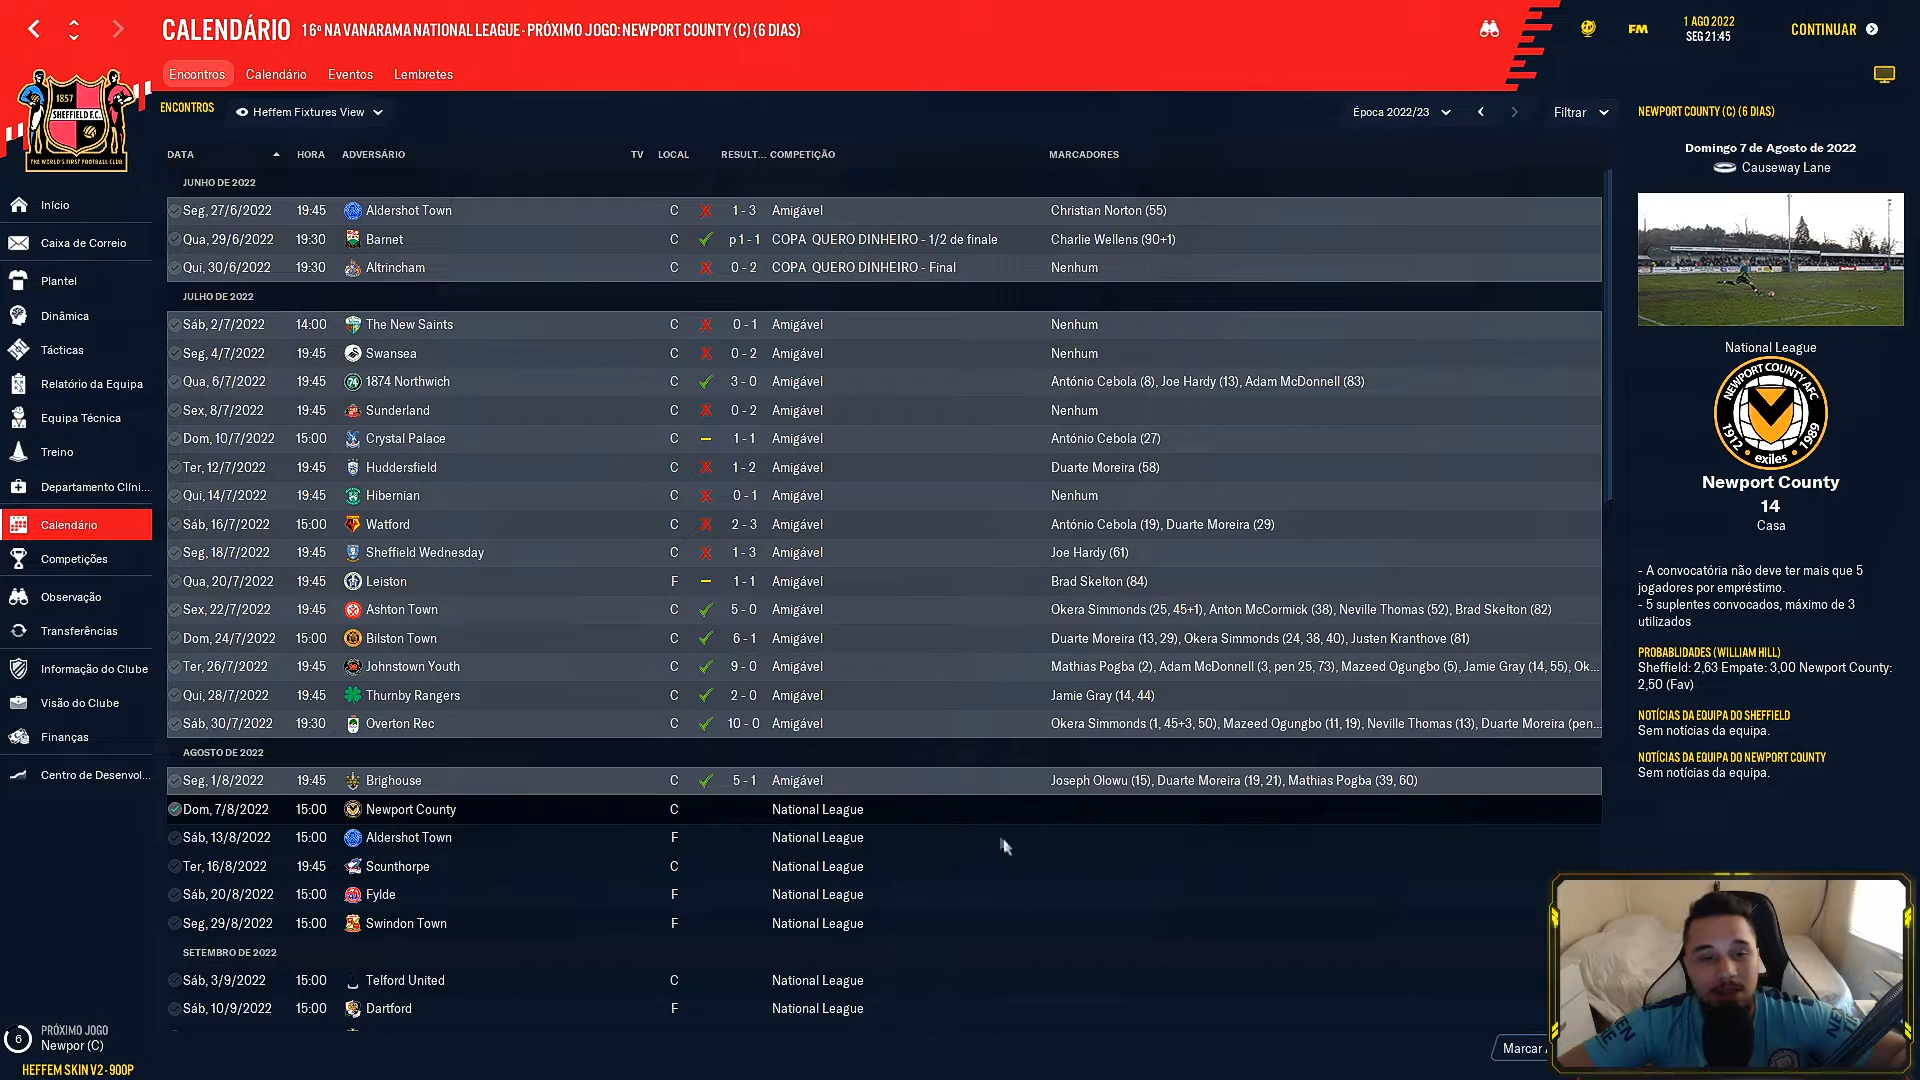 CALENDÁRIO 16º NA VANARAMA NATIONAL LEAGUE - PRÓXIMO JOGO: NEWPORT COUNTY (C) (6 DIAS)
FM
1 AGO 2022
SEG 21:45
CONTINUAR
Encontros Calendário Eventos Lembretes
1857
SHEFFIELD F.C.
THE WORLD'S FIRST FOOTBALL CLUB
ENCONTROS Heffem Fixtures View Época 2022/23 Filtrar
DATA HORA ADVERSÁRIO TV LOCAL RESULT... COMPETIÇÃO MARCADORES
JUNHO DE 2022
Seg, 27/6/2022 19:45 Aldershot Town C 1 - 3 Amigável Christian Norton (55)
Qua, 29/6/2022 19:30 Barnet C p 1 - 1 COPA QUERO DINHEIRO - 1/2 de finale Charlie Wellens (90+1)
Qui, 30/6/2022 19:30 Altrincham C 0 - 2 COPA QUERO DINHEIRO - Final Nenhum
JULHO DE 2022
Sáb, 2/7/2022 14:00 The New Saints C 0 - 1 Amigável Nenhum
Seg, 4/7/2022 19:45 Swansea C 0 - 2 Amigável Nenhum
Qua, 6/7/2022 19:45 1874 Northwich C 3 - 0 Amigável António Cebola (8), Joe Hardy (13), Adam McDonnell (83)
Sex, 8/7/2022 19:45 Sunderland C 0 - 2 Amigável Nenhum
Dom, 10/7/2022 15:00 Crystal Palace C 1 - 1 Amigável António Cebola (27)
Ter, 12/7/2022 19:45 Huddersfield C 1 - 2 Amigável Duarte Moreira (58)
Qui, 14/7/2022 19:45 Hibernian C 0 - 1 Amigável Nenhum
Sáb, 16/7/2022 15:00 Watford C 2 - 3 Amigável António Cebola (19), Duarte Moreira (29)
Seg, 18/7/2022 19:45 Sheffield Wednesday C 1 - 3 Amigável Joe Hardy (61)
Qua, 20/7/2022 19:45 Leiston F 1 - 1 Amigável Brad Skelton (84)
Sex, 22/7/2022 19:45 Ashton Town C 5 - 0 Amigável Okera Simmonds (25, 45+1), Anton McCormick (38), Neville Thomas (52), Brad Skelton (82)
Dom, 24/7/2022 15:00 Bilston Town C 6 - 1 Amigável Duarte Moreira (13, 29), Okera Simmonds (24, 38, 40), Justen Kranthove (81)
Ter, 26/7/2022 19:45 Johnstown Youth C 9 - 0 Amigável Mathias Pogba (2), Adam McDonnell (3, pen 25, 73), Mazeed Ogungbo (5), Jamie Gray (14, 55), Ok...
Qui, 28/7/2022 19:45 Thurnby Rangers C 2 - 0 Amigável Jamie Gray (14, 44)
Sáb, 30/7/2022 19:30 Overton Rec C 10 - 0 Amigável Okera Simmonds (1, 45+3, 50), Mazeed Ogungbo (11, 19), Neville Thomas (13), Duarte Moreira (pen...
AGOSTO DE 2022
Seg, 1/8/2022 19:45 Brighouse C 5 - 1 Amigável Joseph Olowu (15), Duarte Moreira (19, 21), Mathias Pogba (39, 60)
Dom, 7/8/2022 15:00 Newport County C National League
Sáb, 13/8/2022 15:00 Aldershot Town F National League
Ter, 16/8/2022 19:45 Scunthorpe C National League
Sáb, 20/8/2022 15:00 Fylde F National League
Seg, 29/8/2022 15:00 Swindon Town F National League
SETEMBRO DE 2022
Sáb, 3/9/2022 15:00 Telford United C National League
Sáb, 10/9/2022 15:00 Dartford F National League
Marcar
Início
Caixa de Correio
Plantel
Dinâmica
Tácticas
Relatório da Equipa
Equipa Técnica
Treino
Departamento Clíni...
Calendário
Competições
Observação
Transferências
Informação do Clube
Visão do Clube
Finanças
Centro de Desenvol...
6 PRÓXIMO JOGO
Newpor (C)
HEFFEM SKIN V2 - 900P
NEWPORT COUNTY (C) (6 DIAS)
Domingo 7 de Agosto de 2022
Causeway Lane
National League
NEWPORT COUNTY AFC
1912 exiles 1989
Newport County
14
Casa
- A convocatória não deve ter mais que 5
jogadores por empréstimo.
- 5 suplentes convocados, máximo de 3
utilizados
PROBABLIDADES (WILLIAM HILL)
Sheffield: 2,63 Empate: 3,00 Newport County:
2,50 (Fav)
NOTÍCIAS DA EQUIPA DO SHEFFIELD
Sem notícias da equipa.
NOTÍCIAS DA EQUIPA DO NEWPORT COUNTY
Sem notícias da equipa.